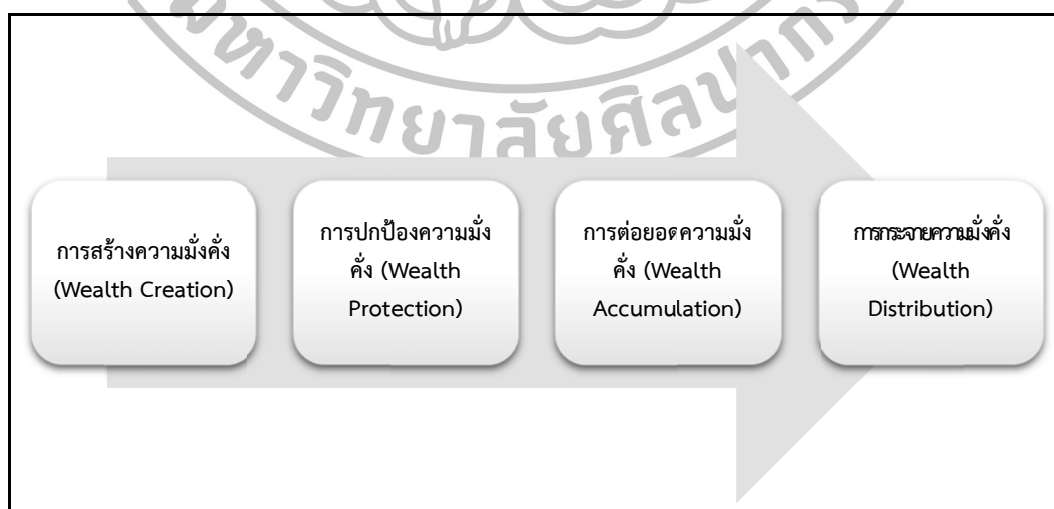 มหาวิทยาลัยศิลปากร
การสร้างความมั่งคั่ง
(Wealth Creation)
การปกป้องความมั่ง
คั่ง (Wealth
Protection)
การต่อยอดความมั่ง
คั่ง (Wealth
Accumulation)
การกระจายความมั่งคั่ง
(Wealth
Distribution)